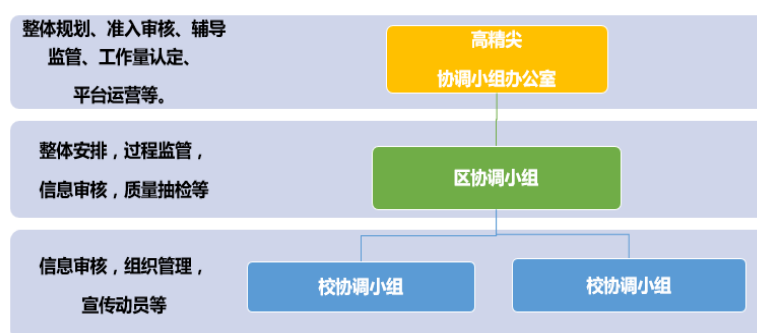 整体规划、准入审核、辅导
监管、工作量认定、
平台运营等。
高精尖
协调小组办公室
整体安排，过程监管，
信息审核，质量抽检等
区协调小组
信息审核，组织管理，
宣传动员等
校协调小组
校协调小组